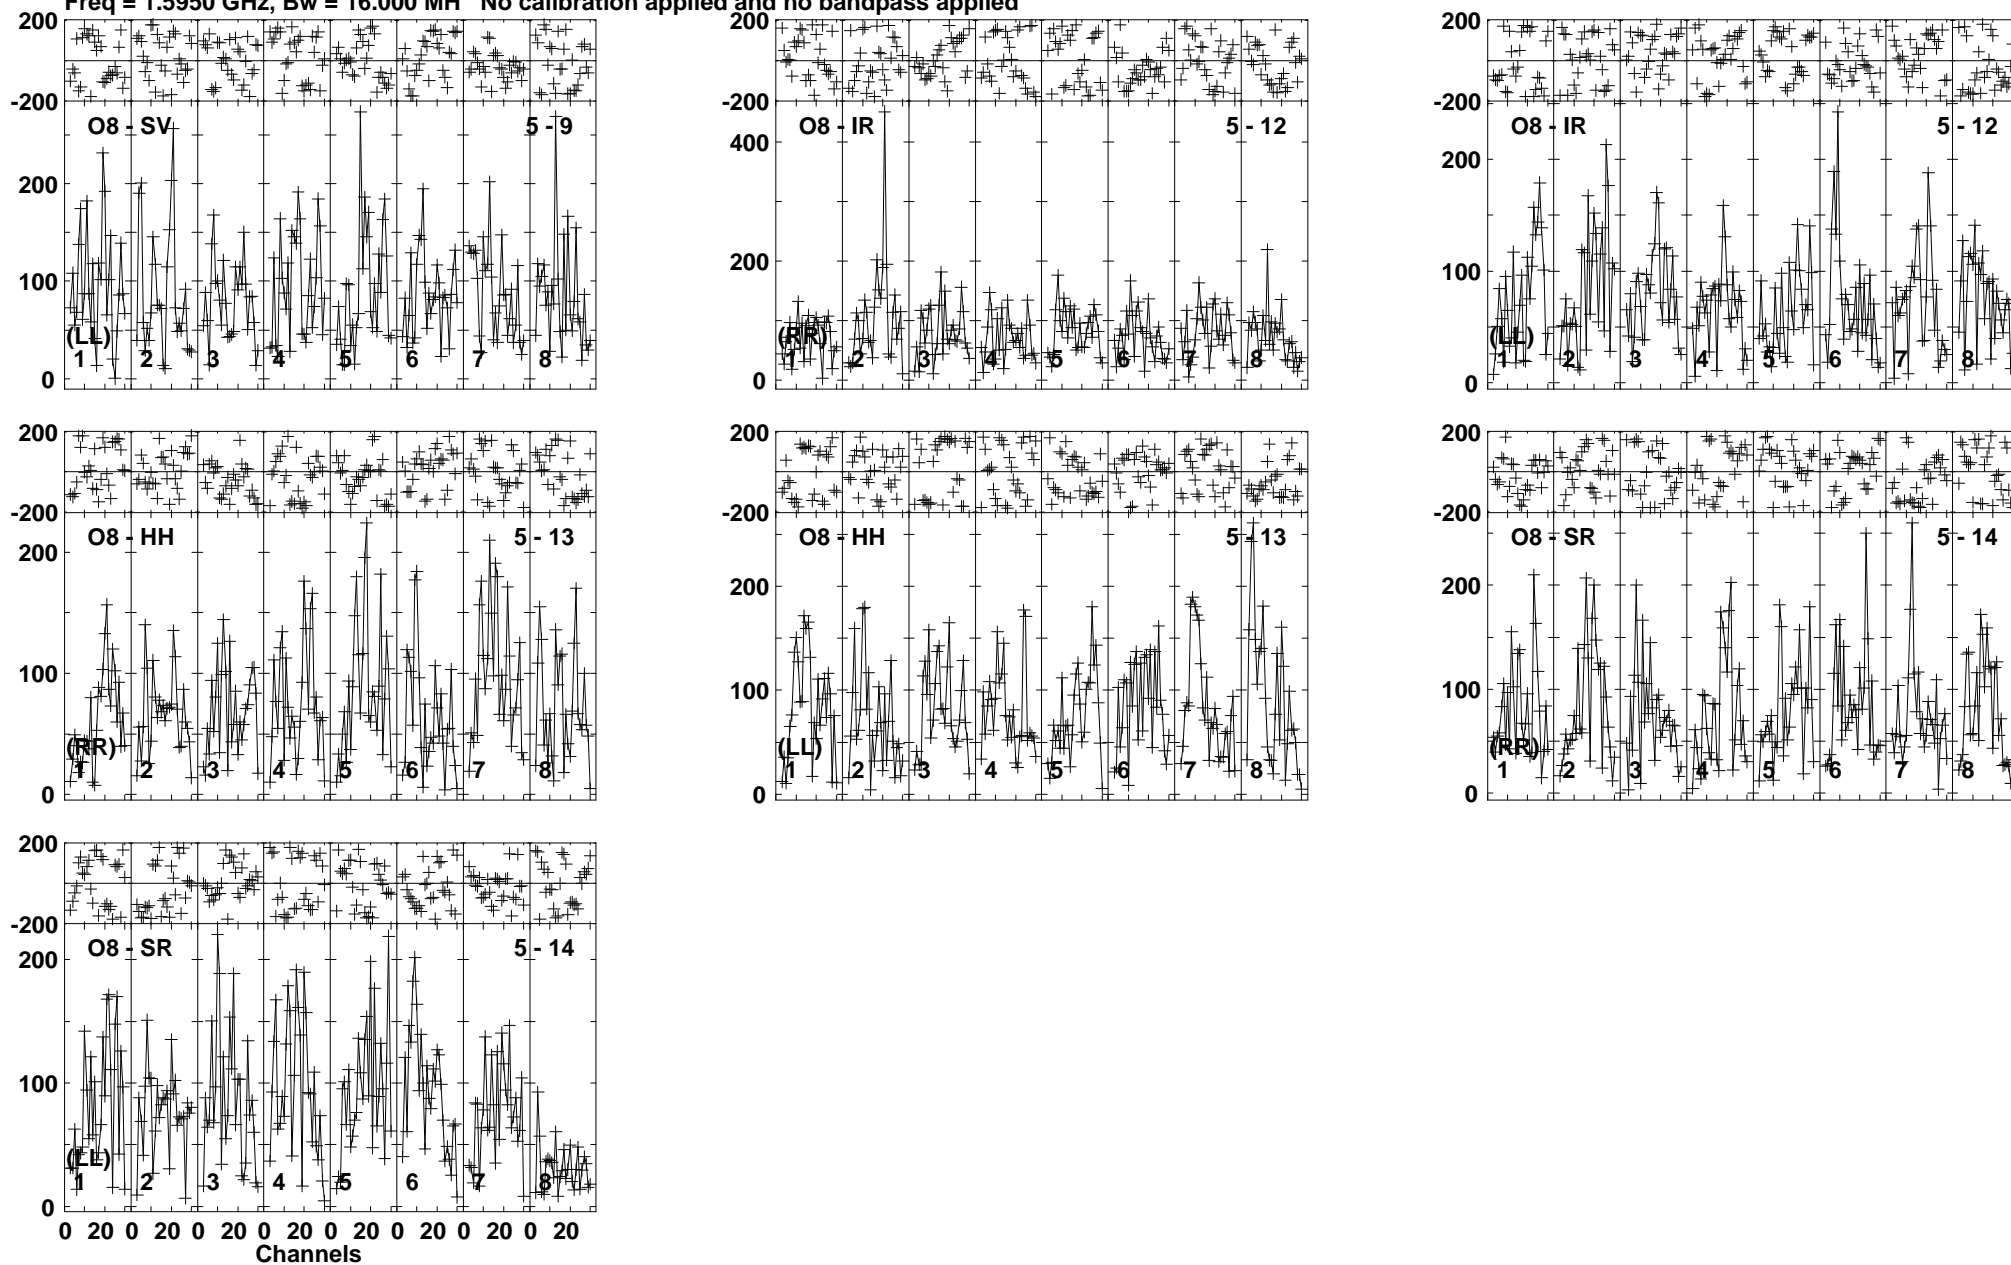 Freq = 1.5950 GHz, Bw = 16.000 MH No calibration applied and no bandpass applied
200 200 200
-200 -200 -200
O8 - SV 5 - 9 O8 - IR 5 - 12 O8 - IR 5 - 12
400
200 200 200
100 100
(LL) (RR) (LL)
1 2 3 4 5 6 7 8 1 2 3 4 5 6 7 8 1 2 3 4 5 6 7 8
0 0 0
200 200 200
-200 -200 -200
O8 - HH 5 - 13 O8 - HH 5 - 13 O8 - SR 5 - 14
200 200 200
100 100 100
(RR) (LL) (RR)
1 2 3 4 5 6 7 8 1 2 3 4 5 6 7 8 1 2 3 4 5 6 7 8
0 0 0
200
-200
O8 - SR 5 - 14
200
100
(LL)
1 2 3 4 5 6 7 8
0
0 20 0 20 0 20 0 20 0 20 0 20 0 20 0 20
Channels